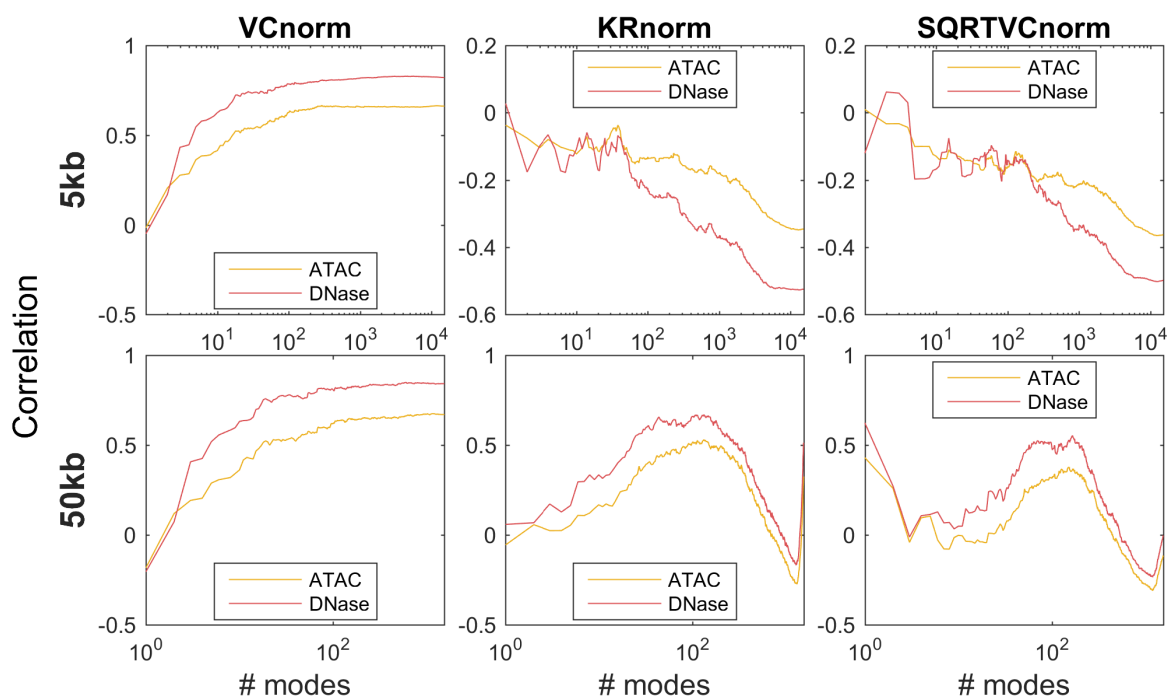 VCnorm KRnorm SQRTVCnorm
Correlation
5kb
1
0.5
0
-0.5
ATAC
DNase
10^1 10^2 10^3 10^4
0.2
0
-0.2
-0.4
-0.6
ATAC
DNase
10^1 10^2 10^3 10^4
0.2
0
-0.2
-0.4
-0.6
ATAC
DNase
10^1 10^2 10^3 10^4
50kb
1
0.5
0
-0.5
ATAC
DNase
10^0 10^2
# modes
1
0.5
0
-0.5
ATAC
DNase
10^0 10^2
# modes
1
0.5
0
-0.5
ATAC
DNase
10^0 10^2
# modes